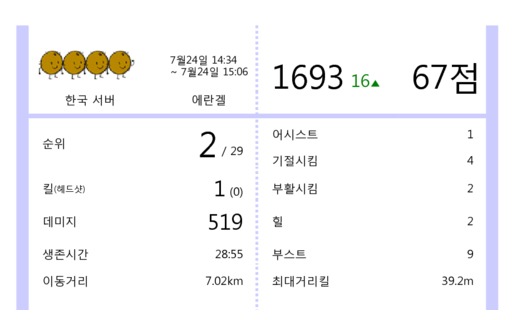 7월24일 14:34
~ 7월24일 15:06
한국 서버
에란겔
1693 16▲ 67점
순위 2 / 29
킬(헤드샷) 1 (0)
데미지 519
생존시간 28:55
이동거리 7.02km
어시스트 1
기절시킴 4
부활시킴 2
힐 2
부스트 9
최대거리킬 39.2m